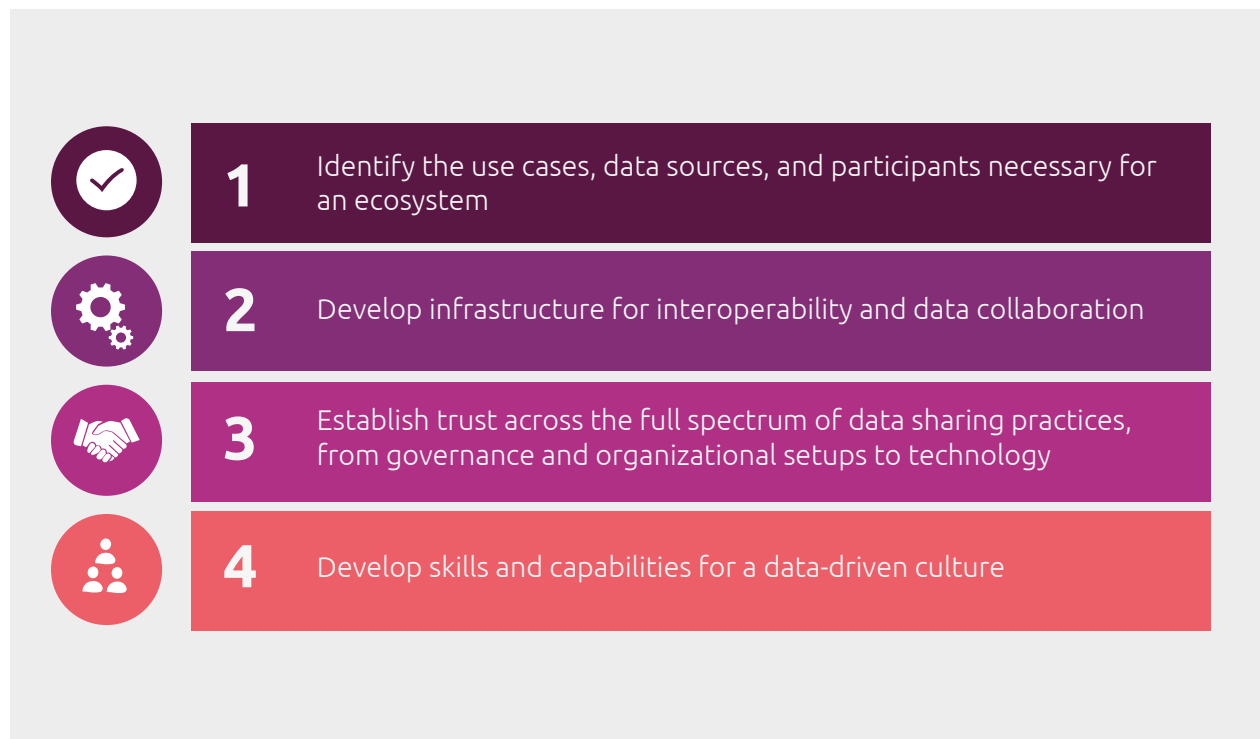 1
Identify the use cases, data sources, and participants necessary for
an ecosystem
2
Develop infrastructure for interoperability and data collaboration
3
Establish trust across the full spectrum of data sharing practices,
from governance and organizational setups to technology
4
Develop skills and capabilities for a data-driven culture